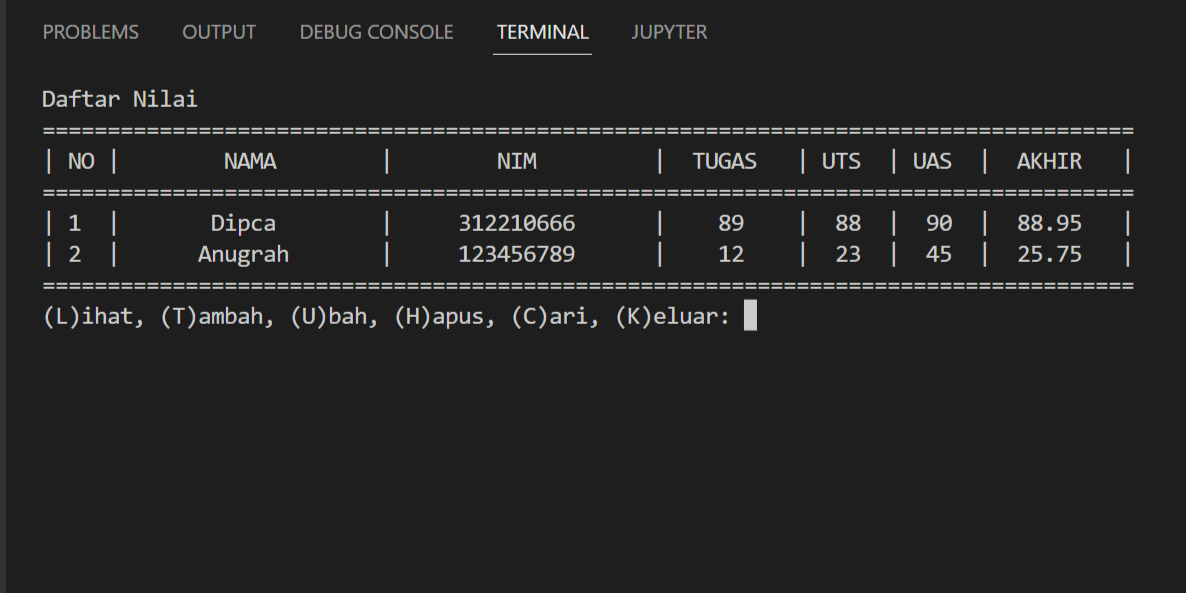 PROBLEMS OUTPUT DEBUG CONSOLE TERMINAL JUPYTER
Daftar Nilai
====================================================================================
| NO | NAMA | NIM | TUGAS | UTS | UAS | AKHIR |
====================================================================================
| 1 | Dipca | 312210666 | 89 | 88 | 90 | 88.95 |
| 2 | Anugrah | 123456789 | 12 | 23 | 45 | 25.75 |
====================================================================================
(L)ihat, (T)ambah, (U)bah, (H)apus, (C)ari, (K)eluar: